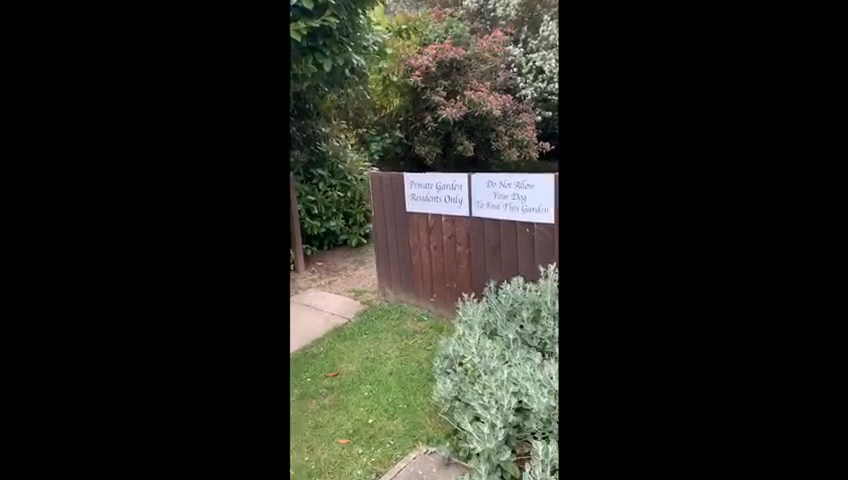 Private Garden
Residents Only
Do Not Allow
Your Dog
To Foul This Garden